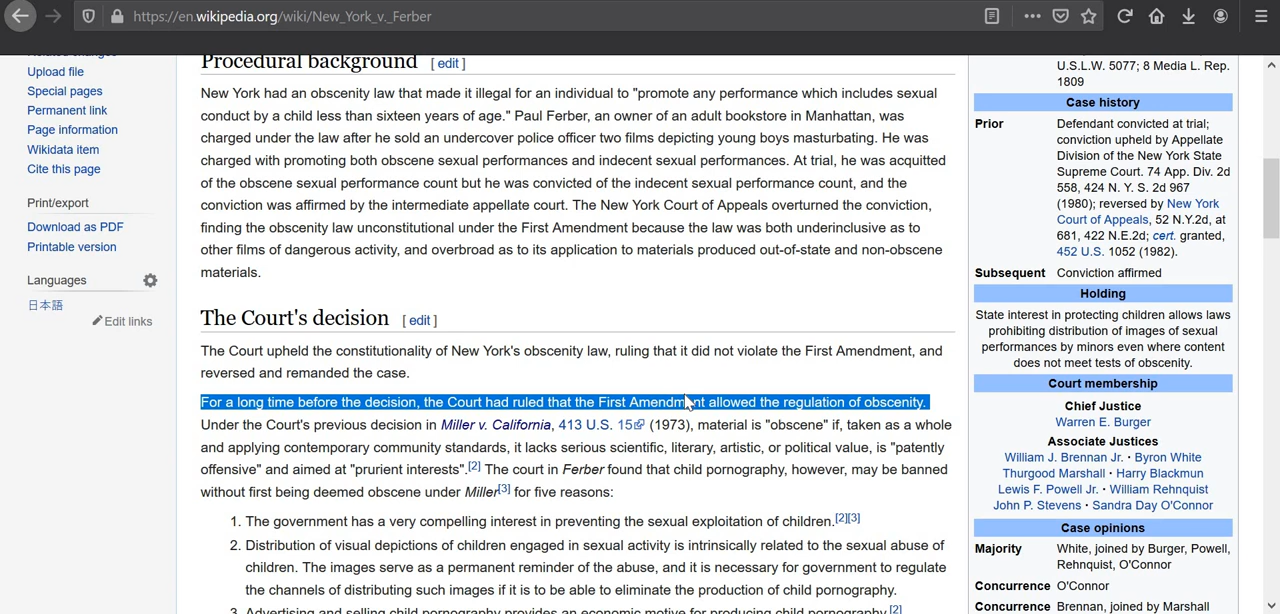 https://en.wikipedia.org/wiki/New_York_v._Ferber
Upload file
Special pages
Permanent link
Page information
Wikidata item
Cite this page
Print/export
Download as PDF
Printable version
Languages
日本語
Edit links
Procedural background [ edit ]
New York had an obscenity law that made it illegal for an individual to "promote any performance which includes sexual
conduct by a child less than sixteen years of age." Paul Ferber, an owner of an adult bookstore in Manhattan, was
charged under the law after he sold an undercover police officer two films depicting young boys masturbating. He was
charged with promoting both obscene sexual performances and indecent sexual performances. At trial, he was acquitted
of the obscene sexual performance count but he was convicted of the indecent sexual performance count, and the
conviction was affirmed by the intermediate appellate court. The New York Court of Appeals overturned the conviction,
finding the obscenity law unconstitutional under the First Amendment because the law was both underinclusive as to
other films of dangerous activity, and overbroad as to its application to materials produced out-of-state and non-obscene
materials.
The Court's decision [ edit ]
The Court upheld the constitutionality of New York's obscenity law, ruling that it did not violate the First Amendment, and
reversed and remanded the case.
For a long time before the decision, the Court had ruled that the First Amendment allowed the regulation of obscenity.
Under the Court's previous decision in Miller v. California, 413 U.S. 15 (1973), material is "obscene" if, taken as a whole
and applying contemporary community standards, it lacks serious scientific, literary, artistic, or political value, is "patently
offensive" and aimed at "prurient interests".[2] The court in Ferber found that child pornography, however, may be banned
without first being deemed obscene under Miller[3] for five reasons:
1. The government has a very compelling interest in preventing the sexual exploitation of children.[2][3]
2. Distribution of visual depictions of children engaged in sexual activity is intrinsically related to the sexual abuse of
children. The images serve as a permanent reminder of the abuse, and it is necessary for government to regulate
the channels of distributing such images if it is to be able to eliminate the production of child pornography.
3. Advertising and selling child pornography provides an economic motive for producing child pornography.[2]
U.S.L.W. 5077; 8 Media L. Rep.
1809
Case history
Prior Defendant convicted at trial;
conviction upheld by Appellate
Division of the New York State
Supreme Court. 74 App. Div. 2d
558, 424 N. Y. S. 2d 967
(1980); reversed by New York
Court of Appeals, 52 N.Y.2d, at
681, 422 N.E.2d; cert. granted,
452 U.S. 1052 (1982).
Subsequent Conviction affirmed
Holding
State interest in protecting children allows laws
prohibiting distribution of images of sexual
performances by minors even where content
does not meet tests of obscenity.
Court membership
Chief Justice
Warren E. Burger
Associate Justices
William J. Brennan Jr. · Byron White
Thurgood Marshall · Harry Blackmun
Lewis F. Powell Jr. · William Rehnquist
John P. Stevens · Sandra Day O'Connor
Case opinions
Majority White, joined by Burger, Powell,
Rehnquist, O'Connor
Concurrence O'Connor
Concurrence Brennan, joined by Marshall